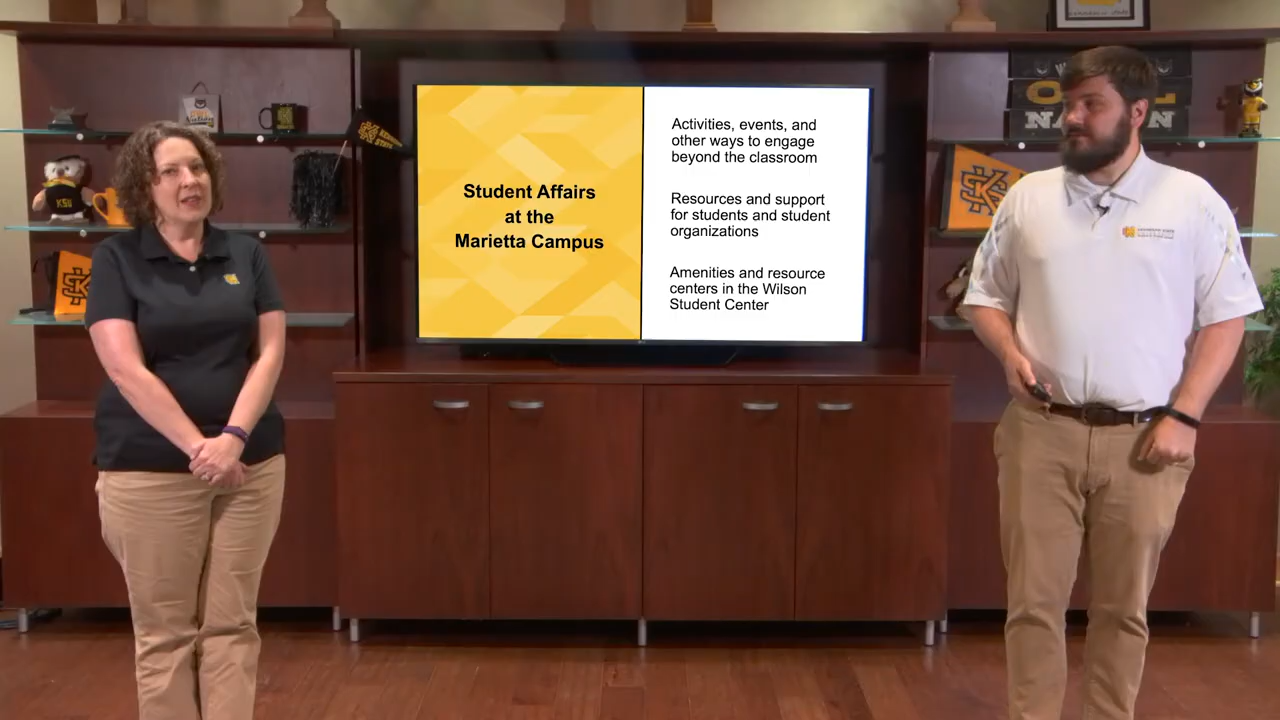 Student Affairs
at the
Marietta Campus
Activities, events, and
other ways to engage
beyond the classroom
Resources and support
for students and student
organizations
Amenities and resource
centers in the Wilson
Student Center
KSU